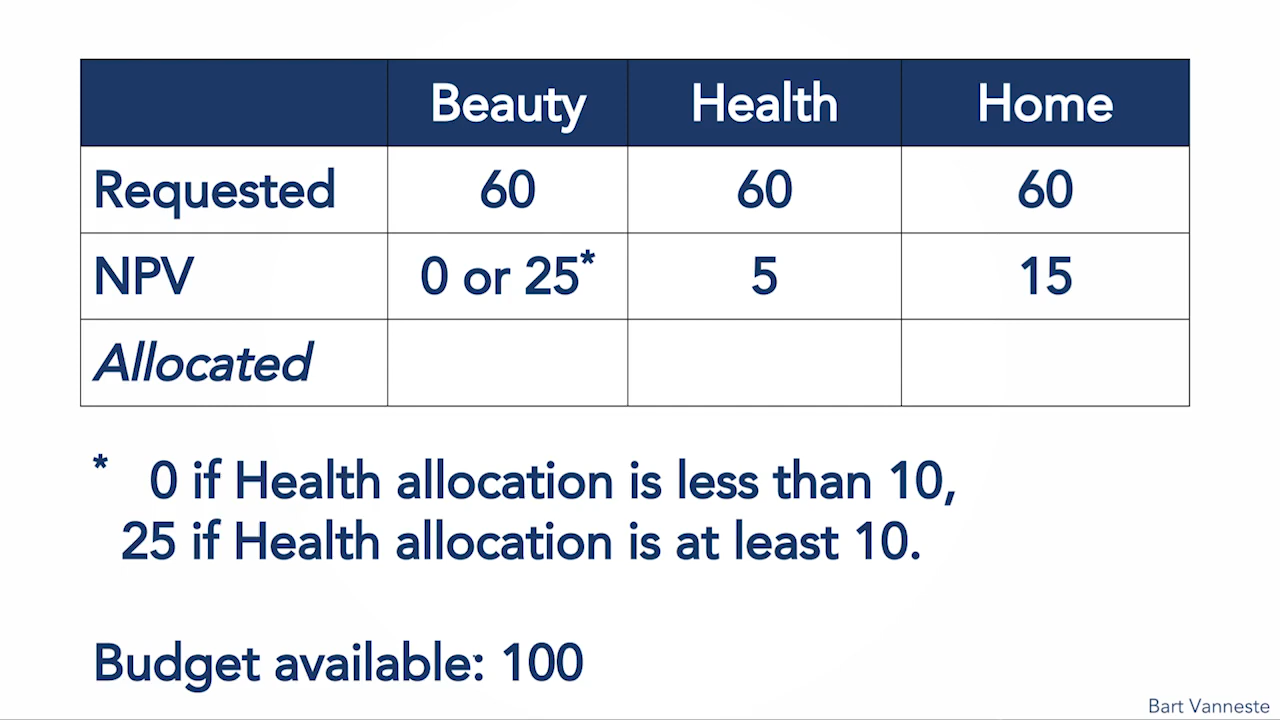 Beauty Health Home
Requested 60 60 60
NPV 0 or 25* 5 15
Allocated
* 0 if Health allocation is less than 10,
25 if Health allocation is at least 10.
Budget available: 100
Bart Vanneste